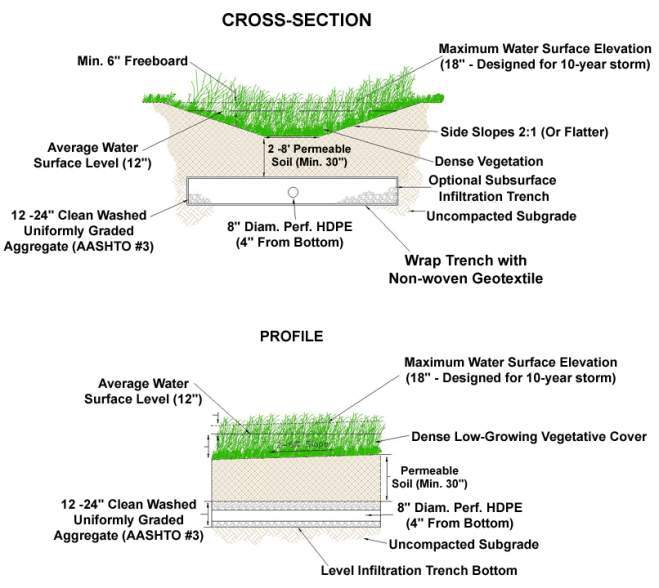 CROSS-SECTION
Maximum Water Surface Elevation
(18" - Designed for 10-year storm)
Min. 6" Freeboard
Side Slopes 2:1 (Or Flatter)
Average Water
Surface Level (12")
2 -8' Permeable
Soil (Min. 30")
Dense Vegetation
Optional Subsurface
Infiltration Trench
12 -24" Clean Washed
Uniformly Graded
Aggregate (AASHTO #3)
8" Diam. Perf. HDPE
(4" From Bottom)
Uncompacted Subgrade
Wrap Trench with
Non-woven Geotextile
PROFILE
Maximum Water Surface Elevation
(18" - Designed for 10-year storm)
Average Water
Surface Level (12")
Dense Low-Growing Vegetative Cover
Slope
Permeable
Soil (Min. 30")
12 -24" Clean Washed
Uniformly Graded
Aggregate (AASHTO #3)
8" Diam. Perf. HDPE
(4" From Bottom)
Uncompacted Subgrade
Level Infiltration Trench Bottom